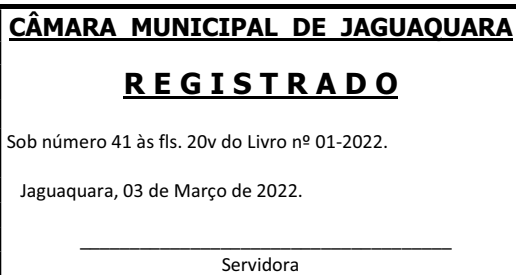 CÂMARA MUNICIPAL DE JAGUAQUARA
R E G I S T R A D O
Sob número 41 às fls. 20v do Livro nº 01-2022.
Jaguaquara, 03 de Março de 2022.
Servidora